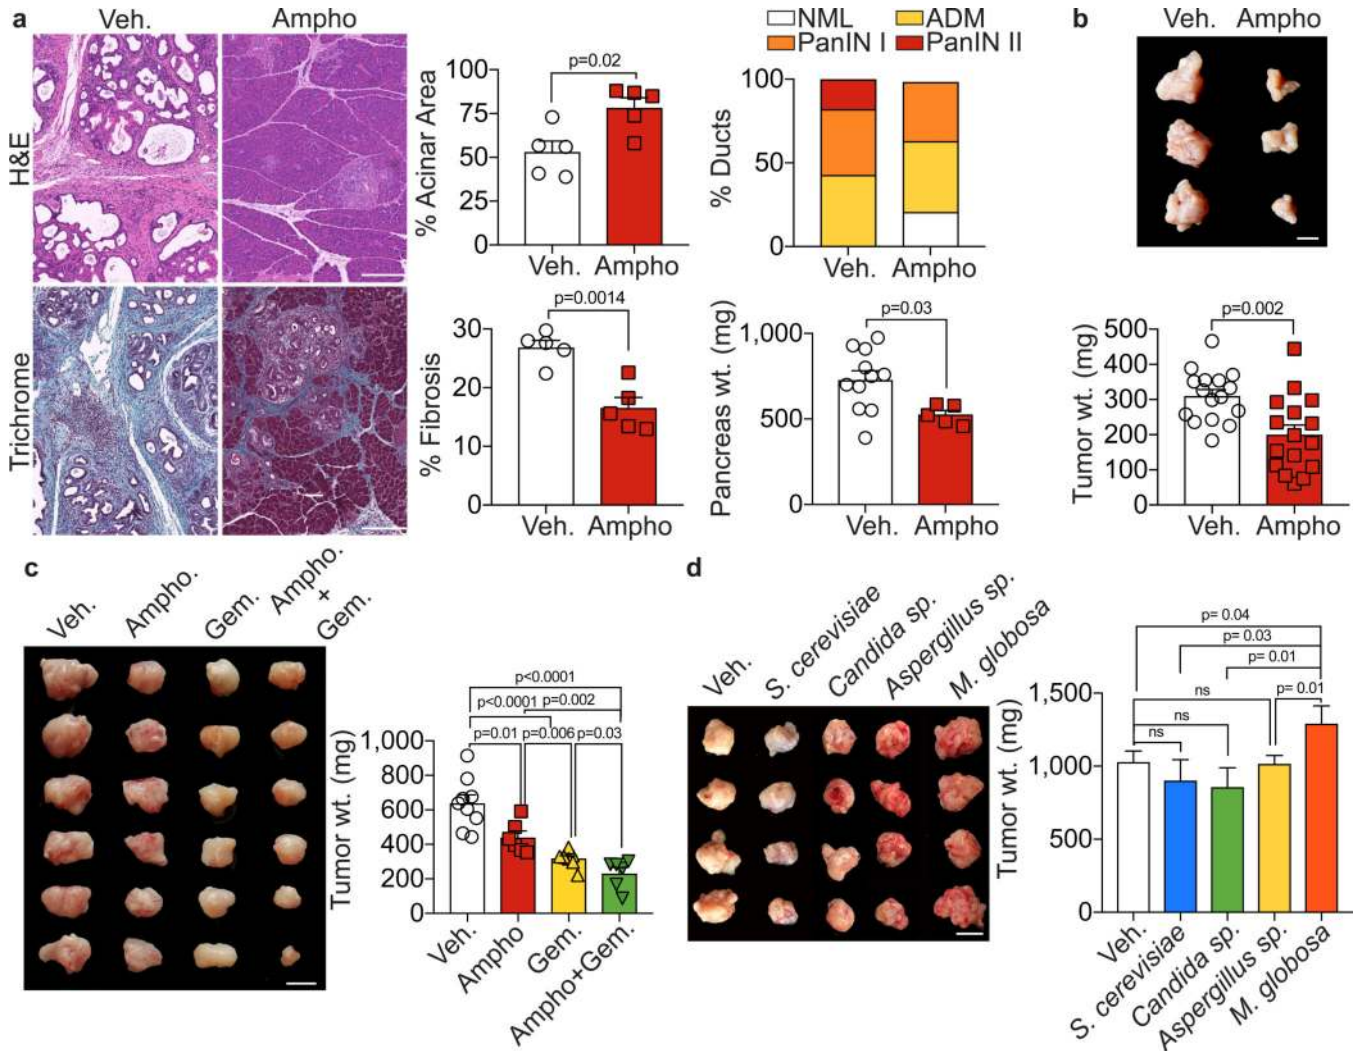 a
Veh.
Ampho
H&E
Trichrome
% Acinar Area
100
75
50
25
0
p=0.02
Veh.
Ampho
NML
ADM
PanIN I
PanIN II
% Ducts
100
50
0
Veh.
Ampho
% Fibrosis
30
20
10
0
p=0.0014
Veh.
Ampho
Pancreas wt. (mg)
1,000
500
0
p=0.03
Veh.
Ampho
b
Veh.
Ampho
Tumor wt. (mg)
500
400
300
200
100
0
p=0.002
Veh.
Ampho
c
Veh.
Ampho.
Gem.
Ampho.
+
Gem.
Tumor wt. (mg)
1,000
800
600
400
200
0
p<0.0001
p<0.0001
p=0.002
p=0.01
p=0.006
p=0.03
Veh.
Ampho
Gem.
Ampho+Gem.
d
Veh.
S. cerevisiae
Candida sp.
Aspergillus sp.
M. globosa
Tumor wt. (mg)
1,500
1,000
500
0
p= 0.04
p= 0.03
p= 0.01
ns
p= 0.01
ns
ns
Veh.
S. cerevisiae
Candida sp.
Aspergillus sp.
M. globosa